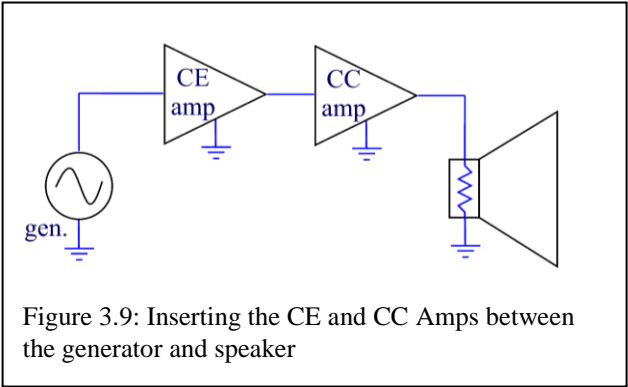 CE
amp
CC
amp
gen.
Figure 3.9: Inserting the CE and CC Amps between
the generator and speaker